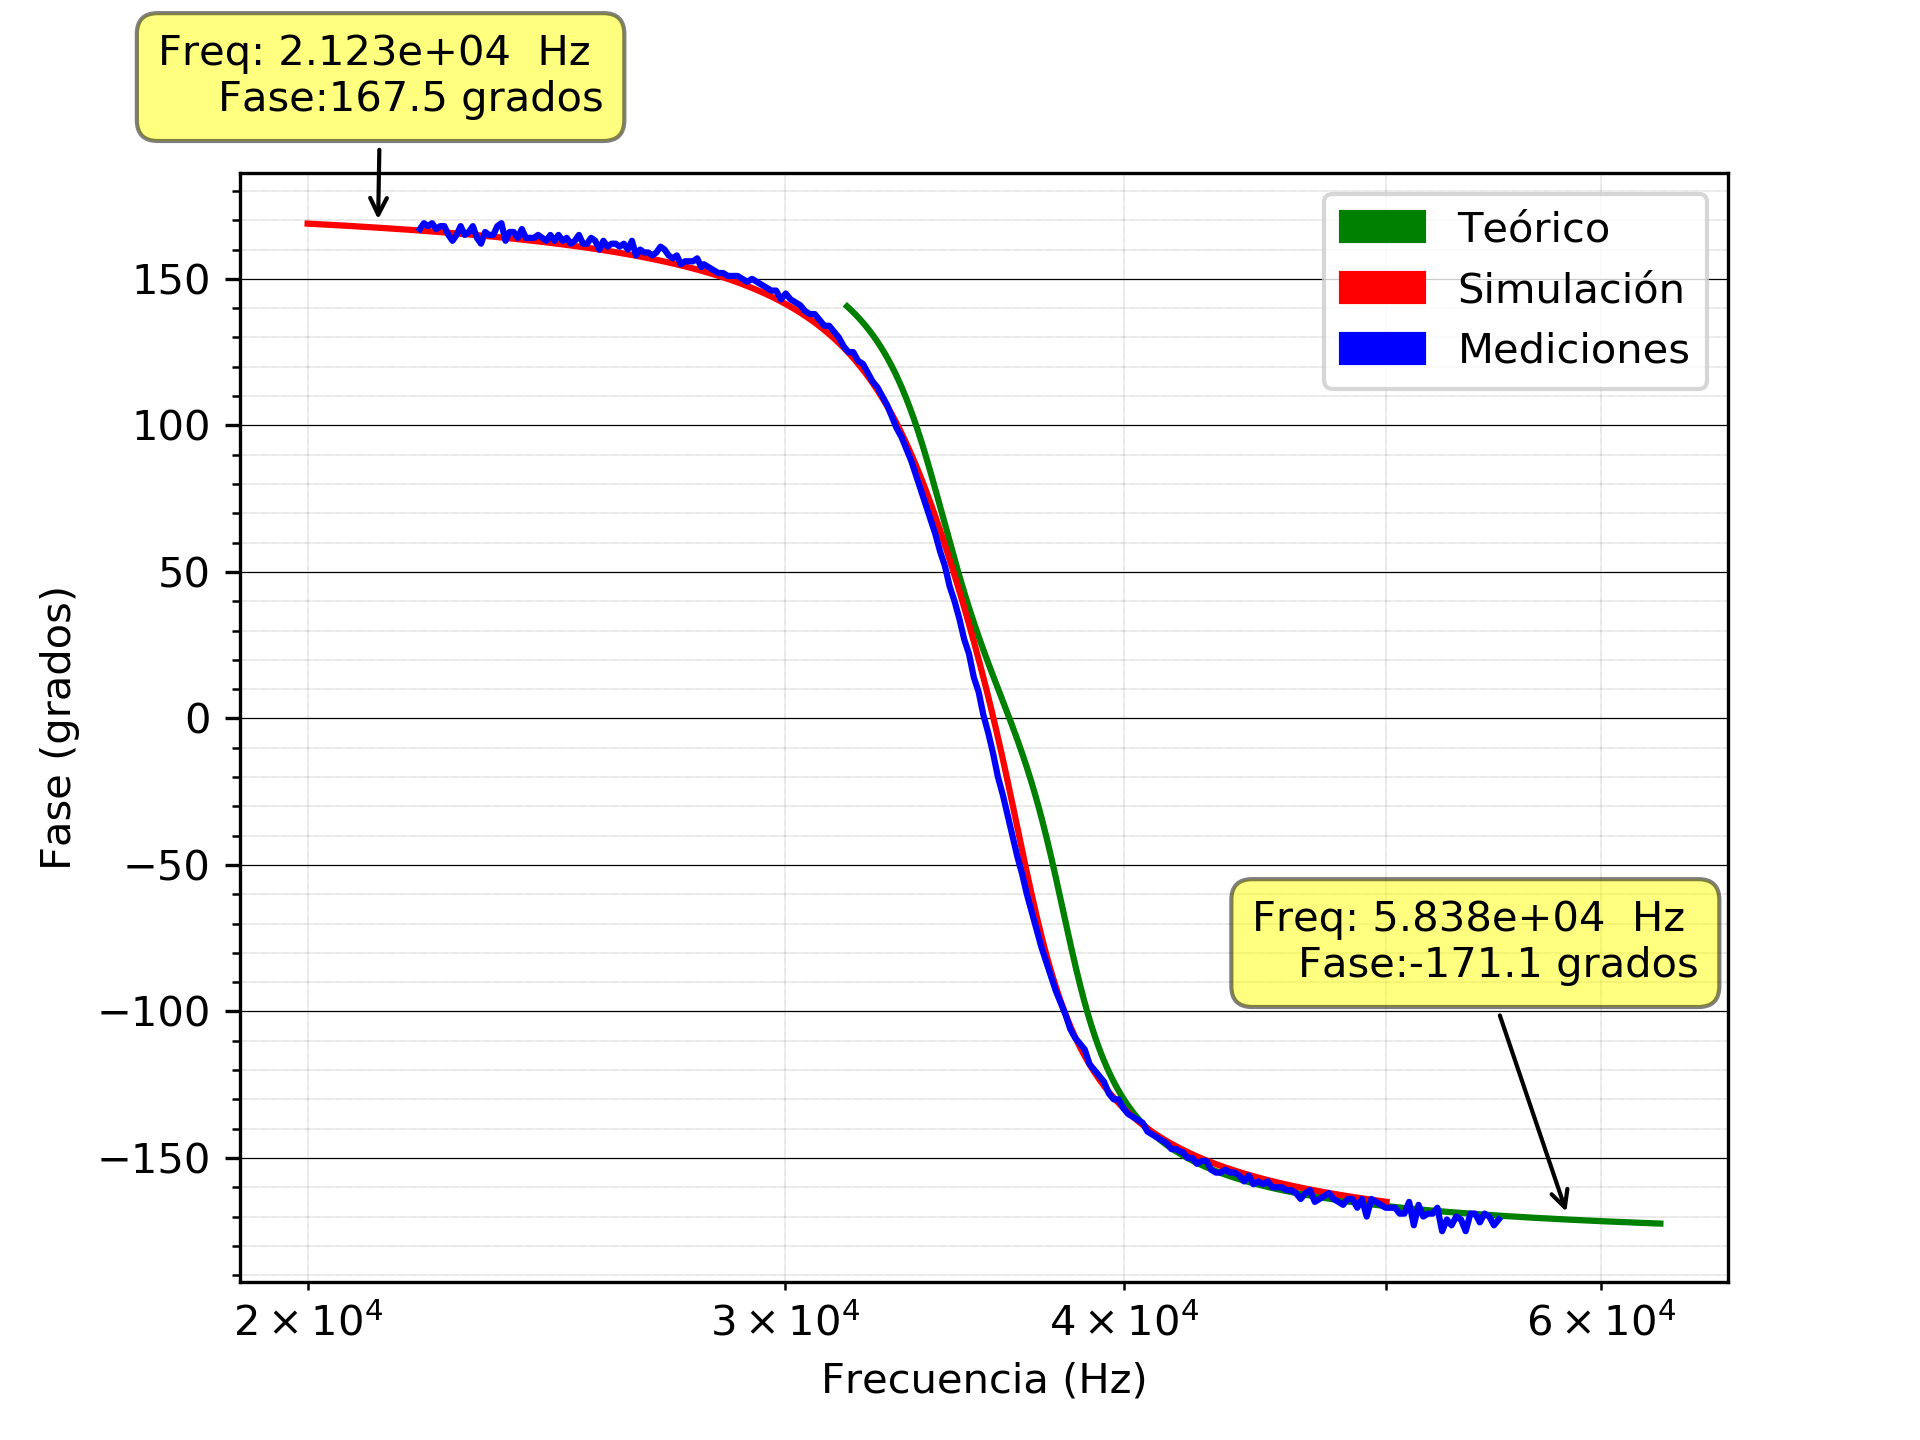 Freq: 2.123e+04  Hz
Fase:167.5 grados
Teórico
Simulación
Mediciones
150
100
50
0
−50
−100
−150
Fase (grados)
Freq: 5.838e+04  Hz
Fase:-171.1 grados
2 × 10⁴
3 × 10⁴
4 × 10⁴
6 × 10⁴
Frecuencia (Hz)